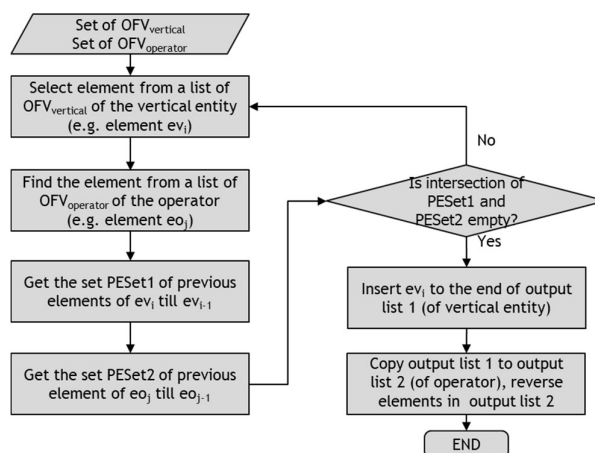 Set of OFVvertical
Set of OFVoperator
Select element from a list of
OFVvertical of the vertical entity
(e.g. element evi)
Find the element from a list of
OFVoperator of the operator
(e.g. element eoj)
Get the set PESet1 of previous
elements of evi till evi-1
Get the set PESet2 of previous
element of eoj till eoj-1
No
Is intersection of
PESet1 and
PESet2 empty?
Yes
Insert evi to the end of output
list 1 (of vertical entity)
Copy output list 1 to output
list 2 (of operator), reverse
elements in output list 2
END